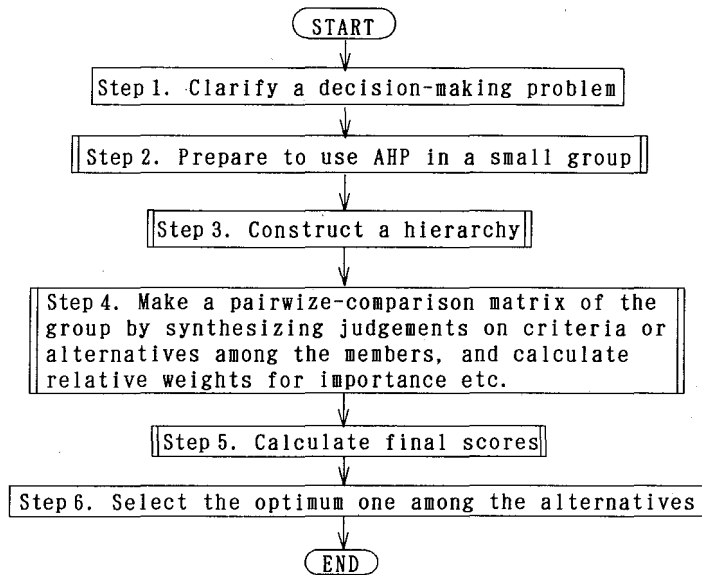 START
Step 1. Clarify a decision-making problem
Step 2. Prepare to use AHP in a small group
Step 3. Construct a hierarchy
Step 4. Make a pairwize-comparison matrix of the
group by synthesizing judgements on criteria or
alternatives among the members, and calculate
relative weights for importance etc.
Step 5. Calculate final scores
Step 6. Select the optimum one among the alternatives
END